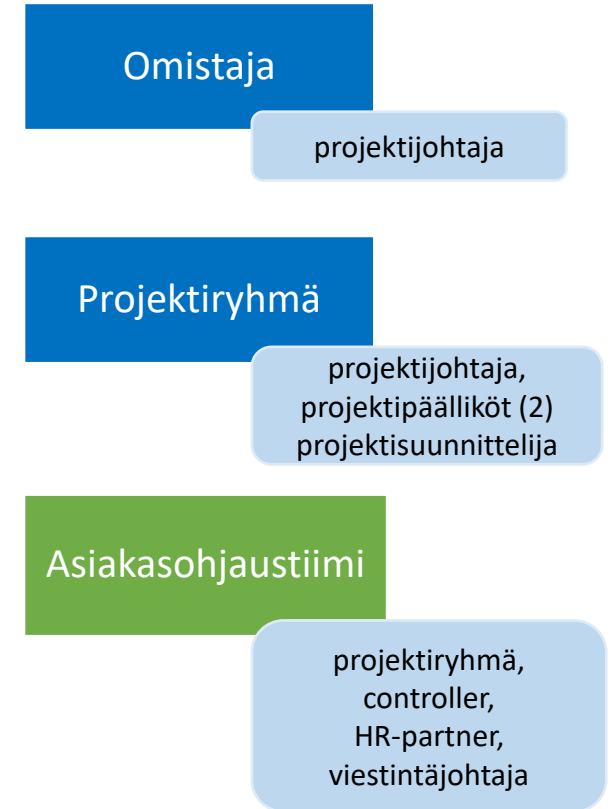 Omistaja
projektijohtaja
Projektiryhmä
projektijohtaja,
projektipäälliköt (2)
projektisuunnittelija
Asiakasohjaustiimi
projektiryhmä,
controller,
HR-partner,
viestintäjohtaja